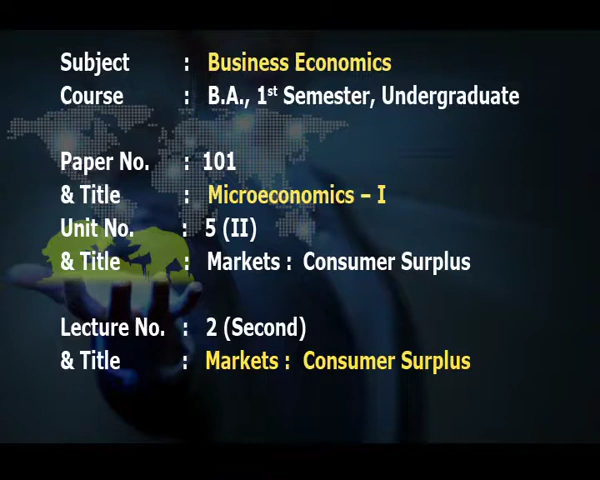 Subject : Business Economics
Course : B.A., 1st Semester, Undergraduate
Paper No. : 101
& Title : Microeconomics – I
Unit No. : 5 (II)
& Title : Markets : Consumer Surplus
Lecture No. : 2 (Second)
& Title : Markets : Consumer Surplus